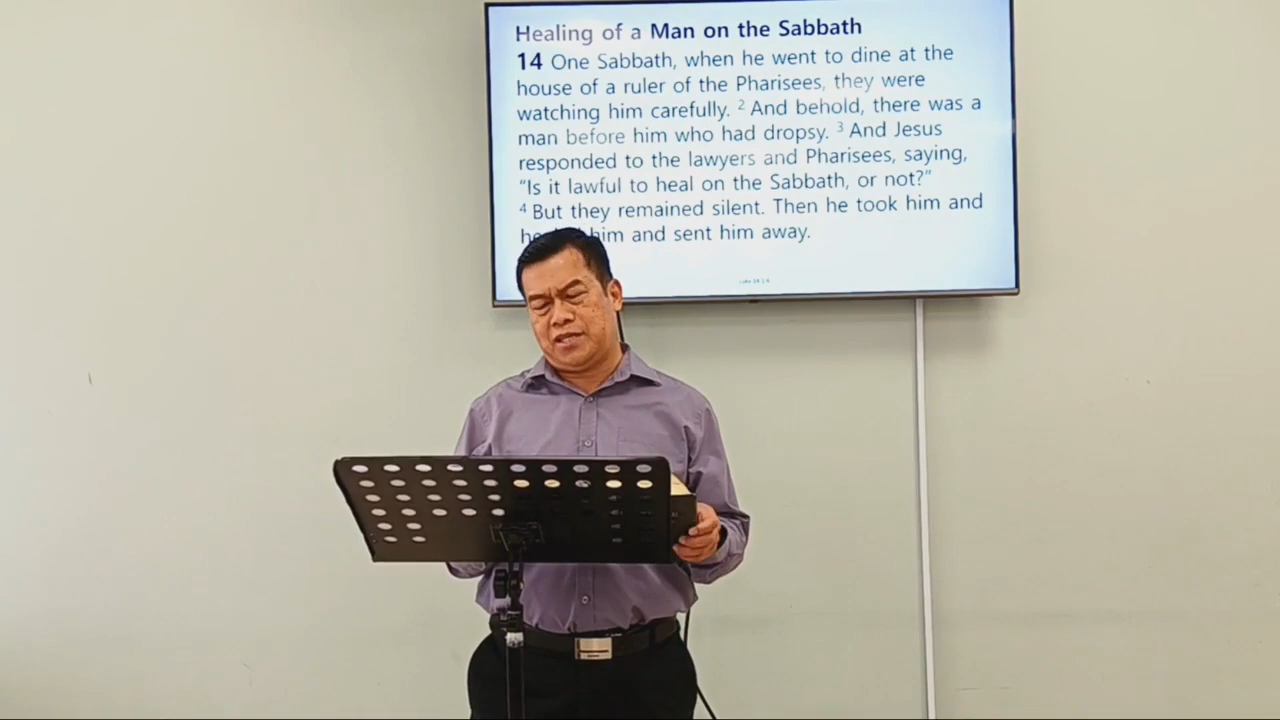 Healing of a Man on the Sabbath
14 One Sabbath, when he went to dine at the
house of a ruler of the Pharisees, they were
watching him carefully. 2 And behold, there was a
man before him who had dropsy. 3 And Jesus
responded to the lawyers and Pharisees, saying,
“Is it lawful to heal on the Sabbath, or not?”
4 But they remained silent. Then he took him and
him and sent him away.